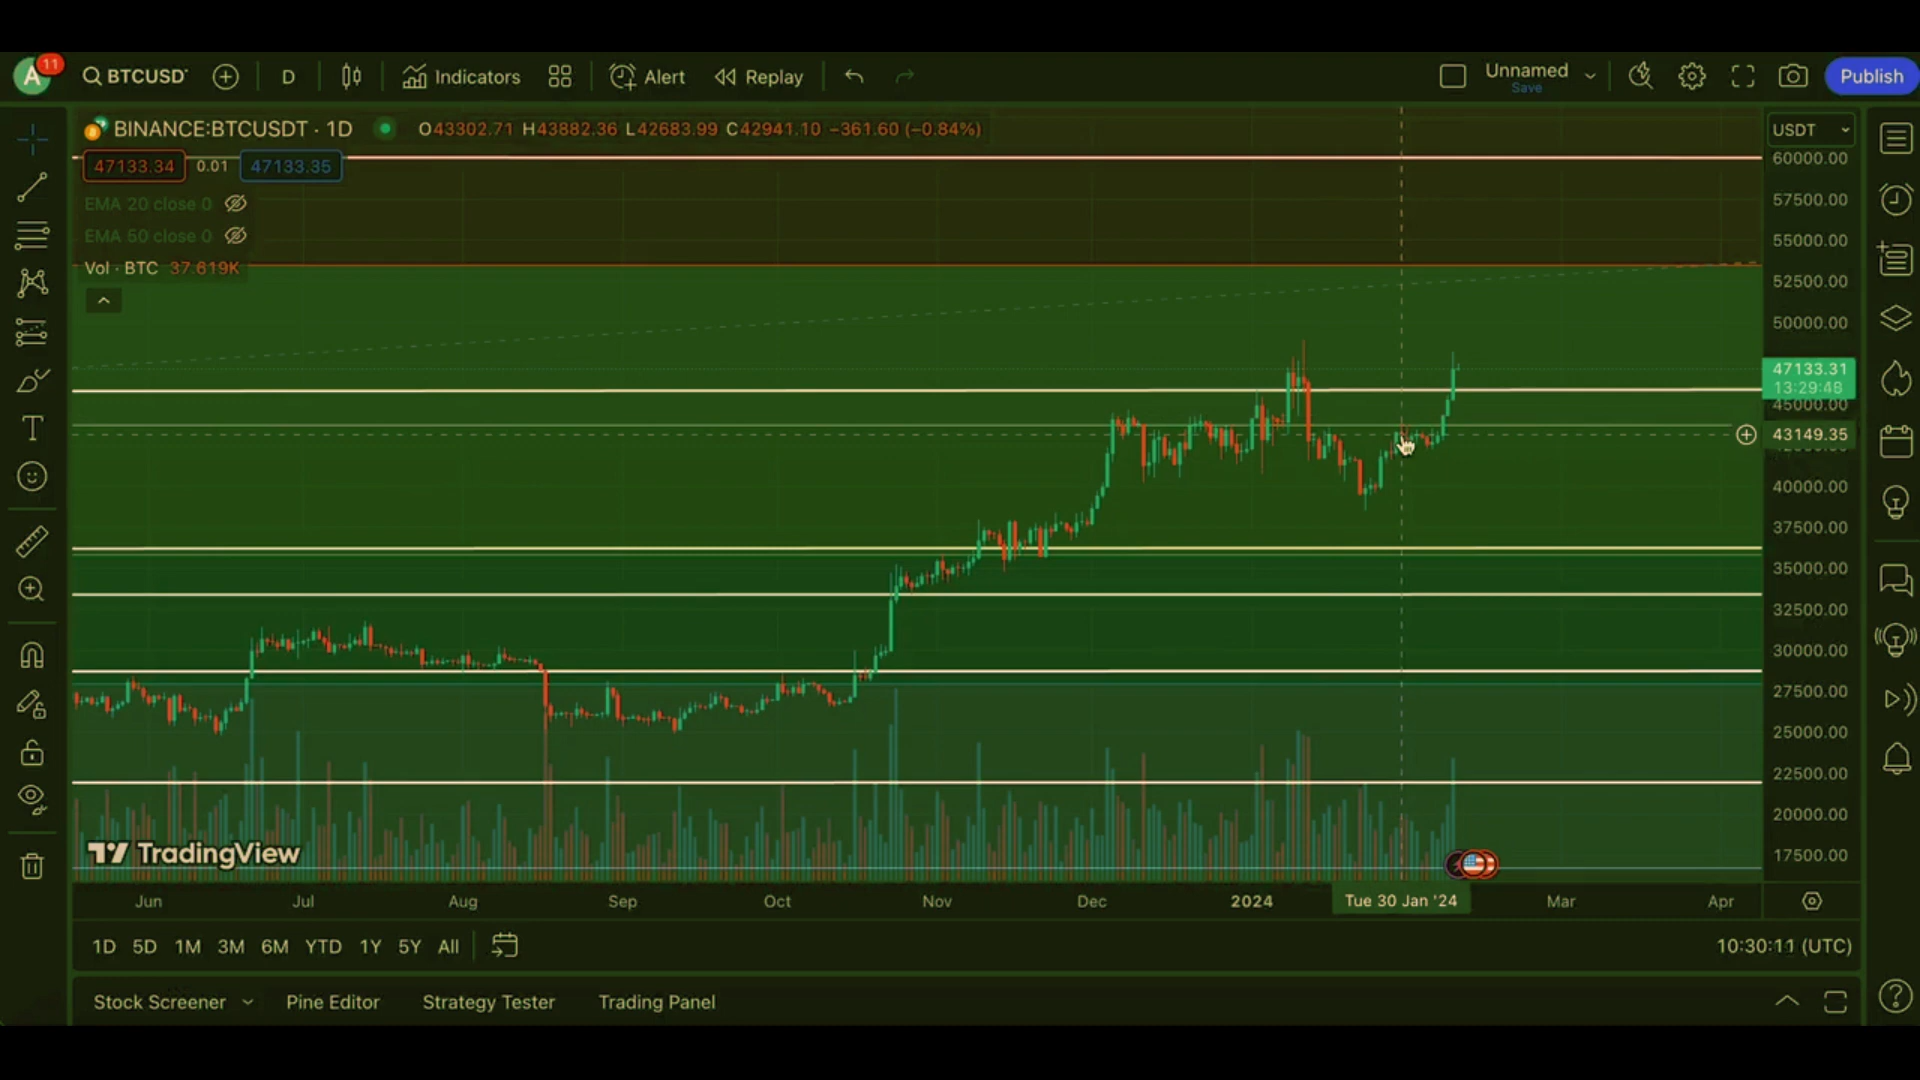 A
11
BTCUSD
D
Indicators
Alert
Replay
Unnamed
Save
Publish
BINANCE:BTCUSDT · 1D
O43302.71 H43882.36 L42683.99 C42941.10 −361.60 (−0.84%)
47133.34
0.01
47133.35
EMA 20 close 0
EMA 50 close 0
Vol · BTC 37.619K
USDT
60000.00
57500.00
55000.00
52500.00
50000.00
47133.31
13:29:48
45000.00
43149.35
40000.00
37500.00
35000.00
32500.00
30000.00
27500.00
25000.00
22500.00
20000.00
17500.00
TradingView
Jun Jul Aug Sep Oct Nov Dec 2024 Tue 30 Jan '24 Mar Apr
1D 5D 1M 3M 6M YTD 1Y 5Y All
10:30:11 (UTC)
Stock Screener Pine Editor Strategy Tester Trading Panel